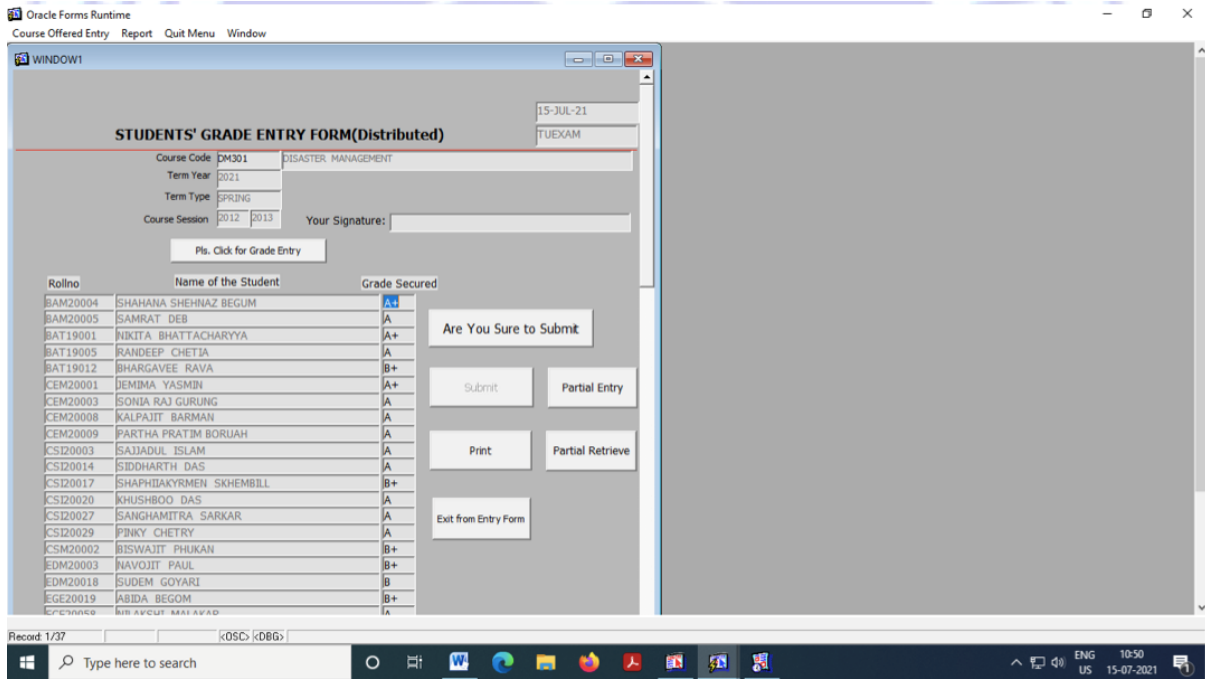 Oracle Forms Runtime
Course Offered Entry Report Quit Menu Window
WINDOW1
15-JUL-21
STUDENTS' GRADE ENTRY FORM(Distributed) TUEXAM
Course Code DM301 DISASTER MANAGEMENT
Term Year 2021
Term Type SPRING
Course Session 2012 2013 Your Signature:
Pls. Click for Grade Entry
Rollno Name of the Student Grade Secured
BAM20004 SHAHANA SHEHNAZ BEGUM A+
BAM20005 SAMRAT DEB A
BAT19001 NIKITA BHATTACHARYYA A+
BAT19005 RANDEEP CHETIA A
BAT19012 BHARGAVEE RAVA B+
CEM20001 JEMIMA YASMIN A+
CEM20003 SONIA RAJ GURUNG A
CEM20008 KALPAJIT BARMAN A
CEM20009 PARTHA PRATIM BORUAH A
CSI20003 SAJJADUL ISLAM A
CSI20014 SIDDHARTH DAS A
CSI20017 SHAPHIIAKYRMEN SKHEMBILL B+
CSI20020 KHUSHBOO DAS A
CSI20027 SANGHAMITRA SARKAR A
CSI20029 PINKY CHETRY A
CSM20002 BISWAJIT PHUKAN B+
EDM20003 NAVOJIT PAUL B+
EDM20018 SUDEM GOYARI B
EGE20019 ABIDA BEGOM B+
NILAKSHI MALAKAR A
Are You Sure to Submit
Submit Partial Entry
Print Partial Retrieve
Exit from Entry Form
Record: 1/37 <OSC> <DBG>
Type here to search
ENG 10:50
US 15-07-2021